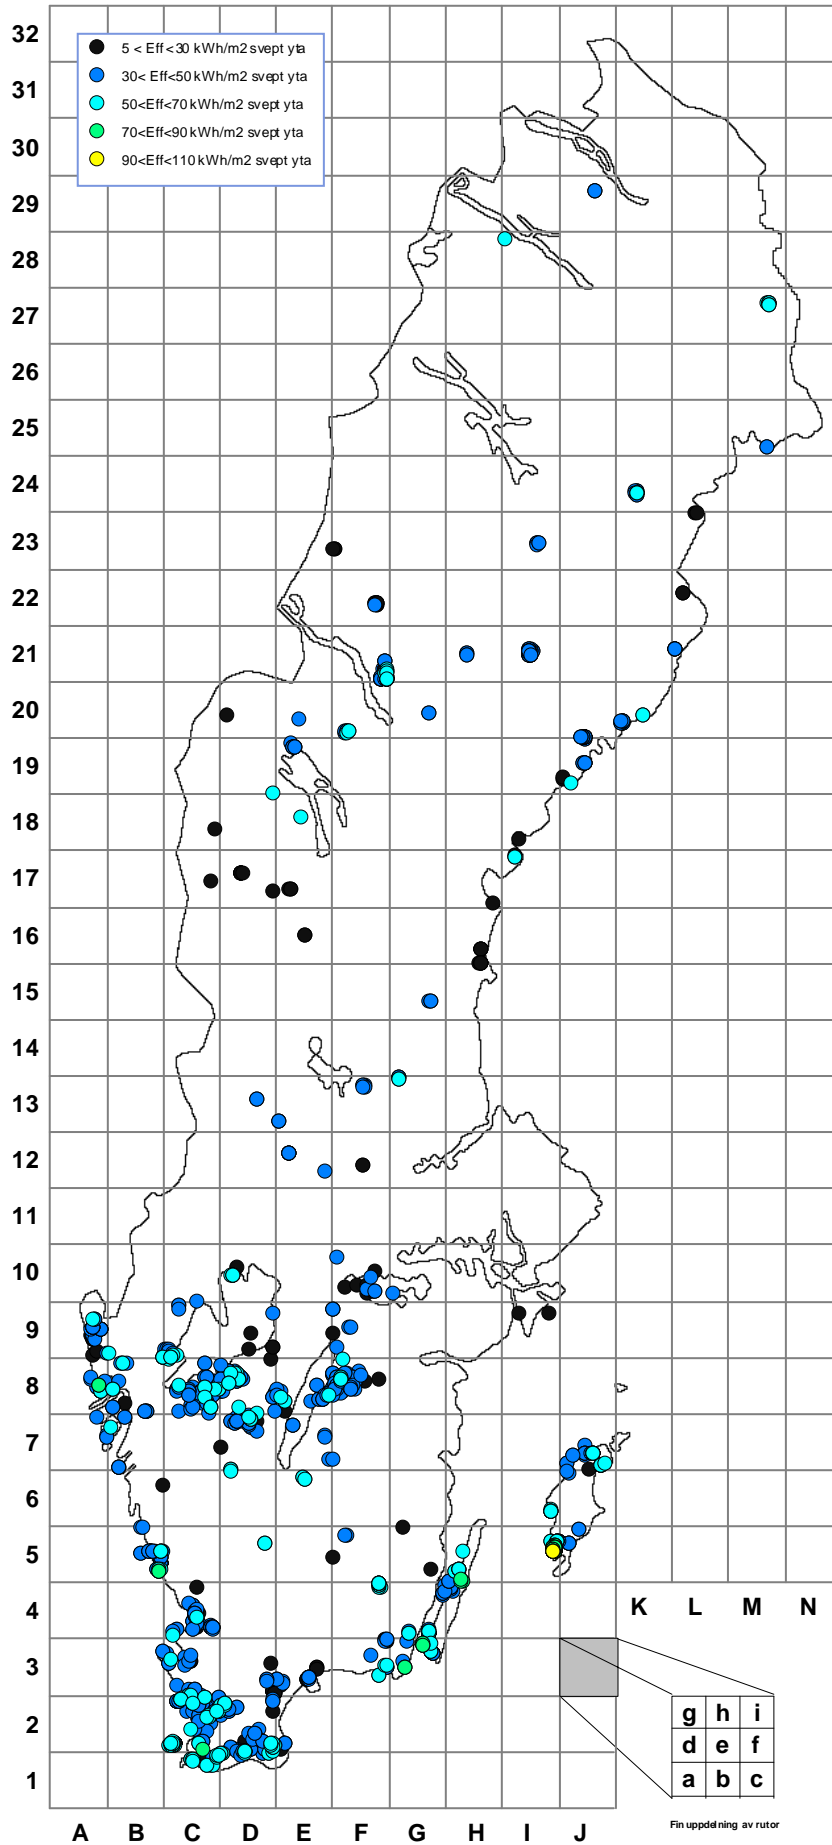 32
5 < Eff<30 kWh/m2 svept yta
30< Eff<50 kWh/m2 svept yta
31
50<Eff<70 kWh/m2 svept yta
70<Eff<90 kWh/m2 svept yta
30
90<Eff<110 kWh/m2 svept yta
29
28
27
26
25
24
23
22
21
20
19
18
17
16
15
14
13
12
11
10
9
8
7
6
5
4
K L M N
3
g h i
2
d e f
a b c
1
Fin uppdelning av rutor
A B C D E F G H I J